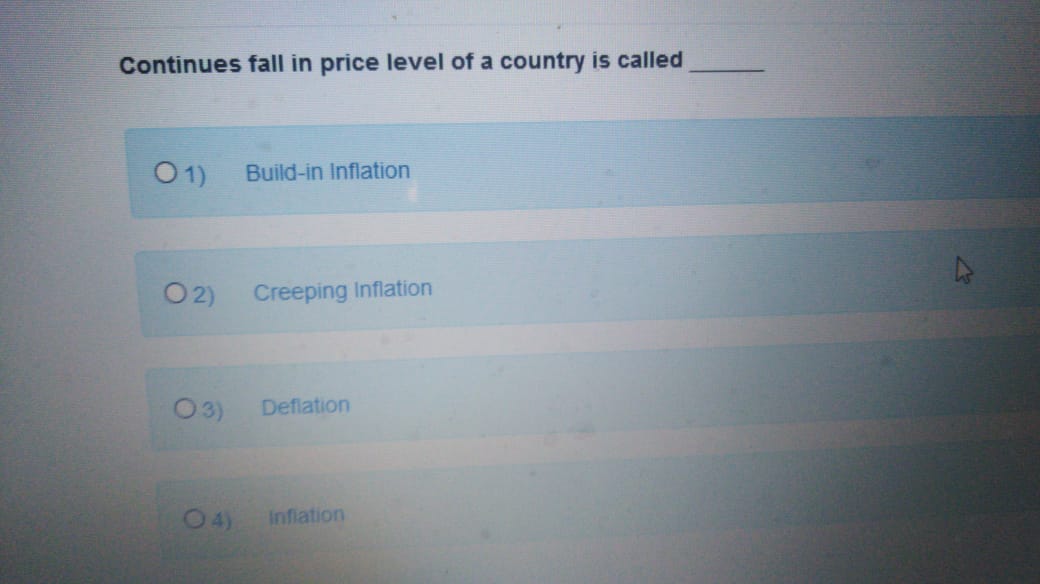 Continues fall in price level of a country is called ______
1) Build-in Inflation
2) Creeping Inflation
3) Deflation
4) Inflation